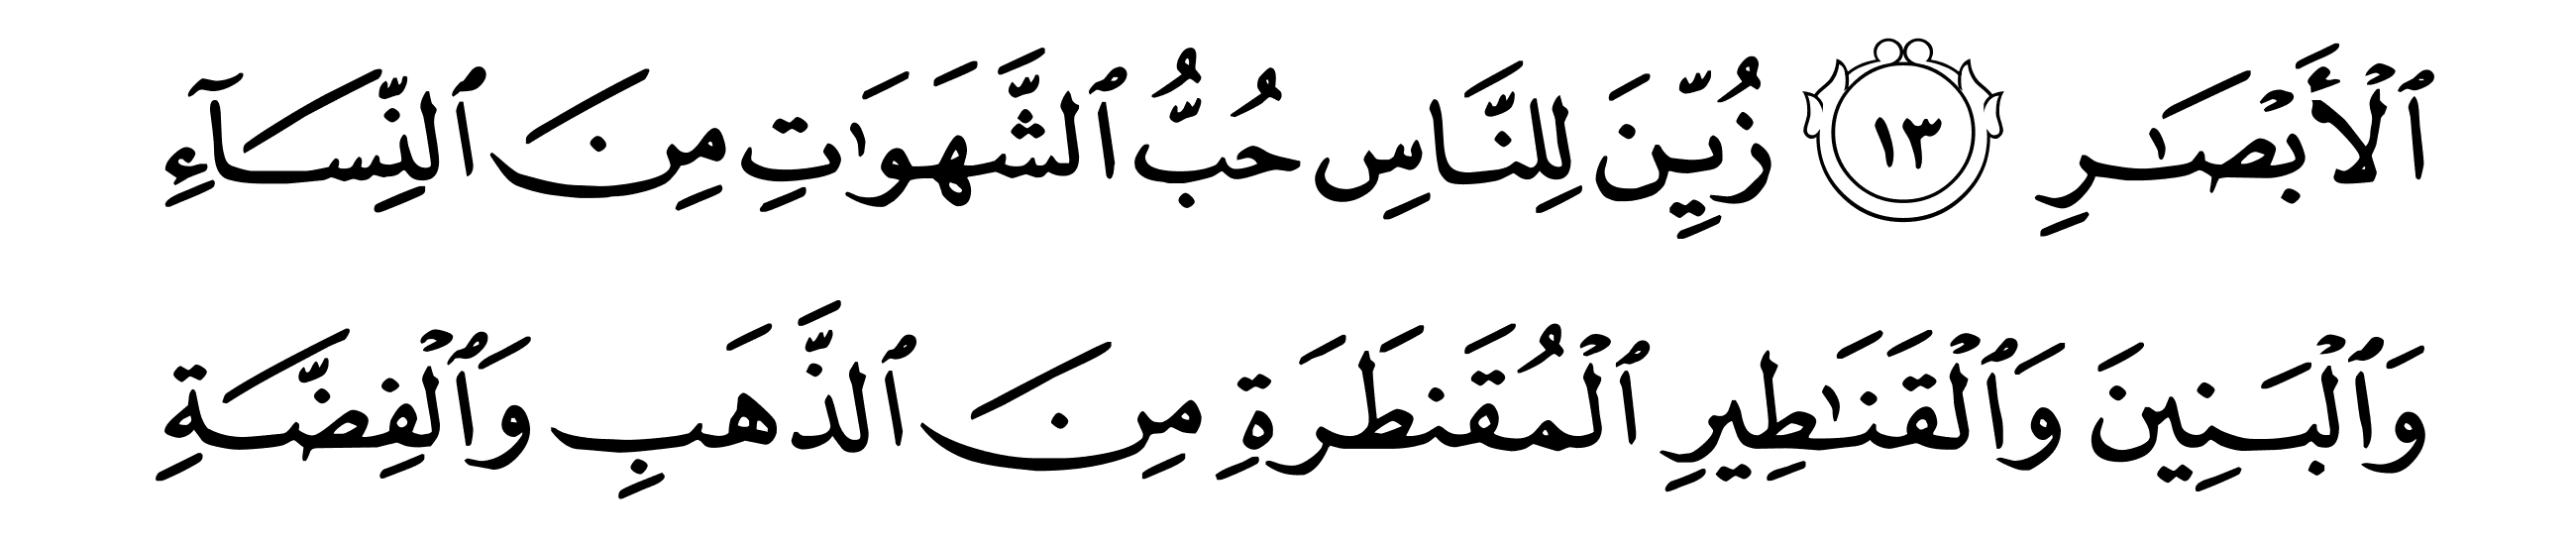 ٱلۡأَبۡصَٰرِ ١٣ زُيِّنَ لِلنَّاسِ حُبُّ ٱلشَّهَوَٰتِ مِنَ ٱلنِّسَآءِ
وَٱلۡبَنِينَ وَٱلۡقَنَٰطِيرِ ٱلۡمُقَنطَرَةِ مِنَ ٱلذَّهَبِ وَٱلۡفِضَّةِ